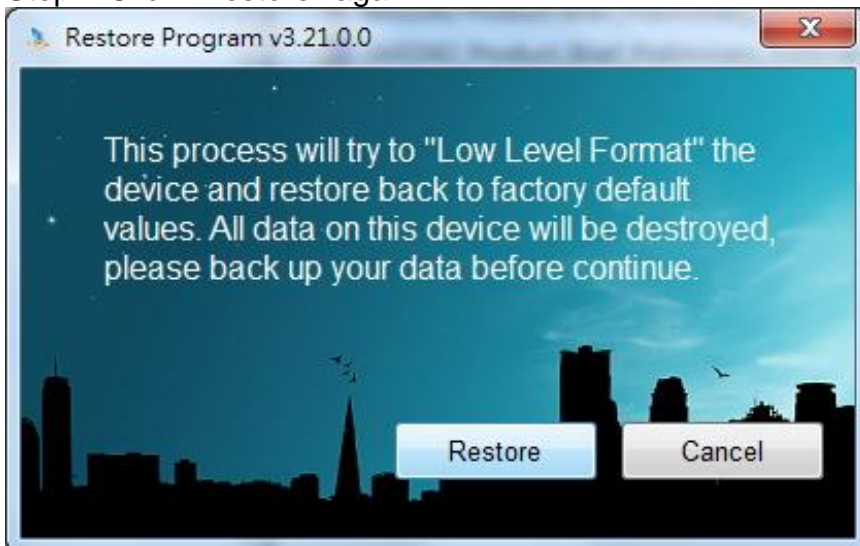 Restore Program v3.21.0.0
This process will try to "Low Level Format" the
device and restore back to factory default
values. All data on this device will be destroyed,
please back up your data before continue.
Restore
Cancel